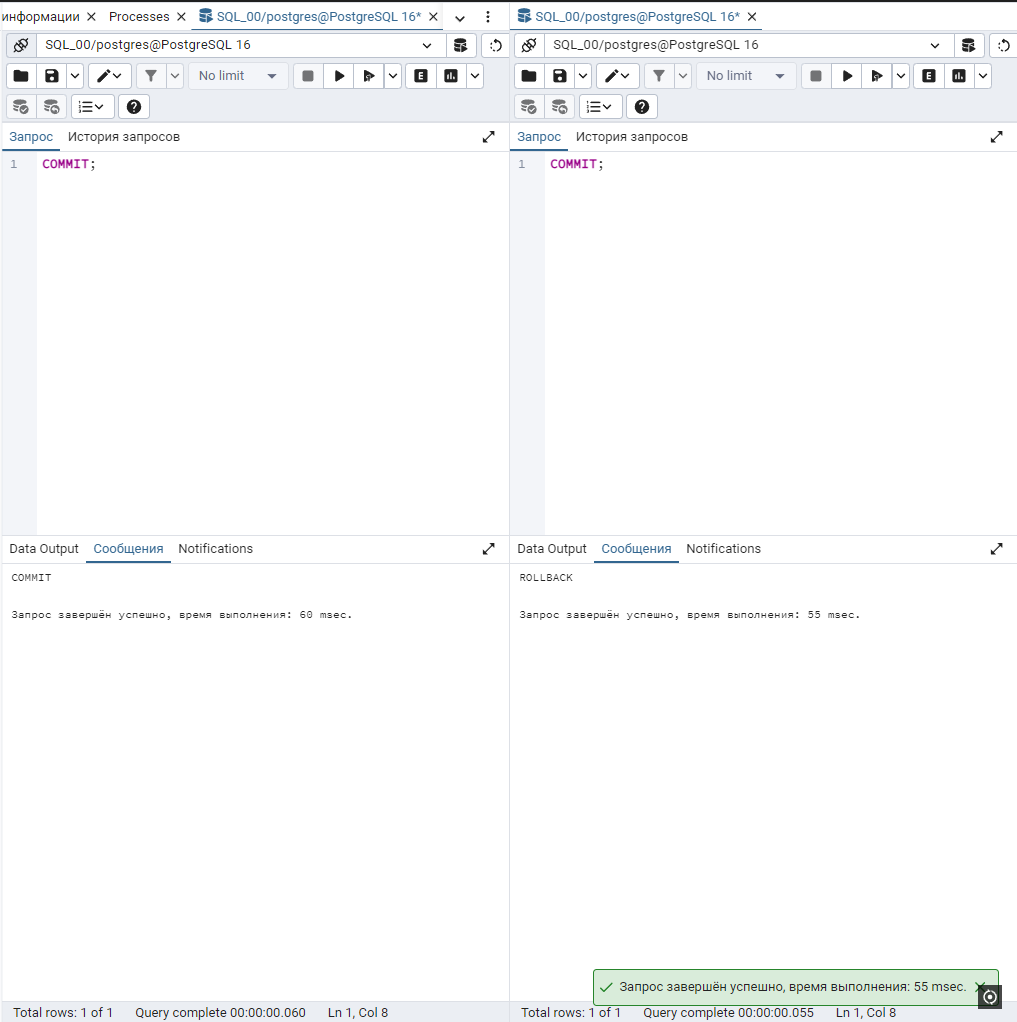 информации Processes SQL_00/postgres@PostgreSQL 16*
SQL_00/postgres@PostgreSQL 16
No limit
E
Запрос История запросов
1 COMMIT;
Data Output Сообщения Notifications
COMMIT
Запрос завершён успешно, время выполнения: 60 msec.
Total rows: 1 of 1 Query complete 00:00:00.060 Ln 1, Col 8
SQL_00/postgres@PostgreSQL 16*
SQL_00/postgres@PostgreSQL 16
No limit
E
Запрос История запросов
1 COMMIT;
Data Output Сообщения Notifications
ROLLBACK
Запрос завершён успешно, время выполнения: 55 msec.
Запрос завершён успешно, время выполнения: 55 msec.
Total rows: 1 of 1 Query complete 00:00:00.055 Ln 1, Col 8